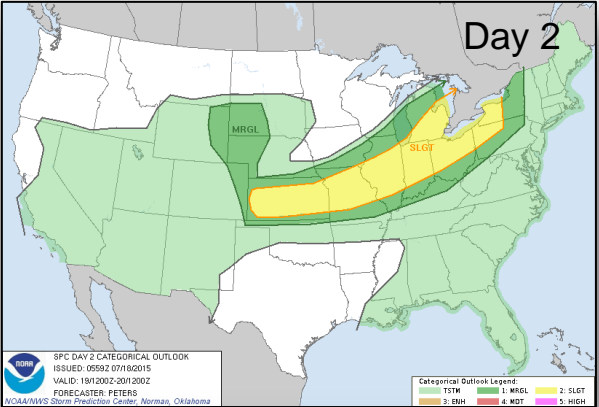 Day 2
MRGL
SLGT
NOAA
SPC DAY 2 CATEGORICAL OUTLOOK
ISSUED: 0559Z 07/18/2015
VALID: 19/1200Z-20/1200Z
FORECASTER: PETERS
NOAA/NWS Storm Prediction Center, Norman, Oklahoma
Categorical Outlook Legend:
TSTM 1: MRGL 2: SLGT
3: ENH 4: MDT 5: HIGH